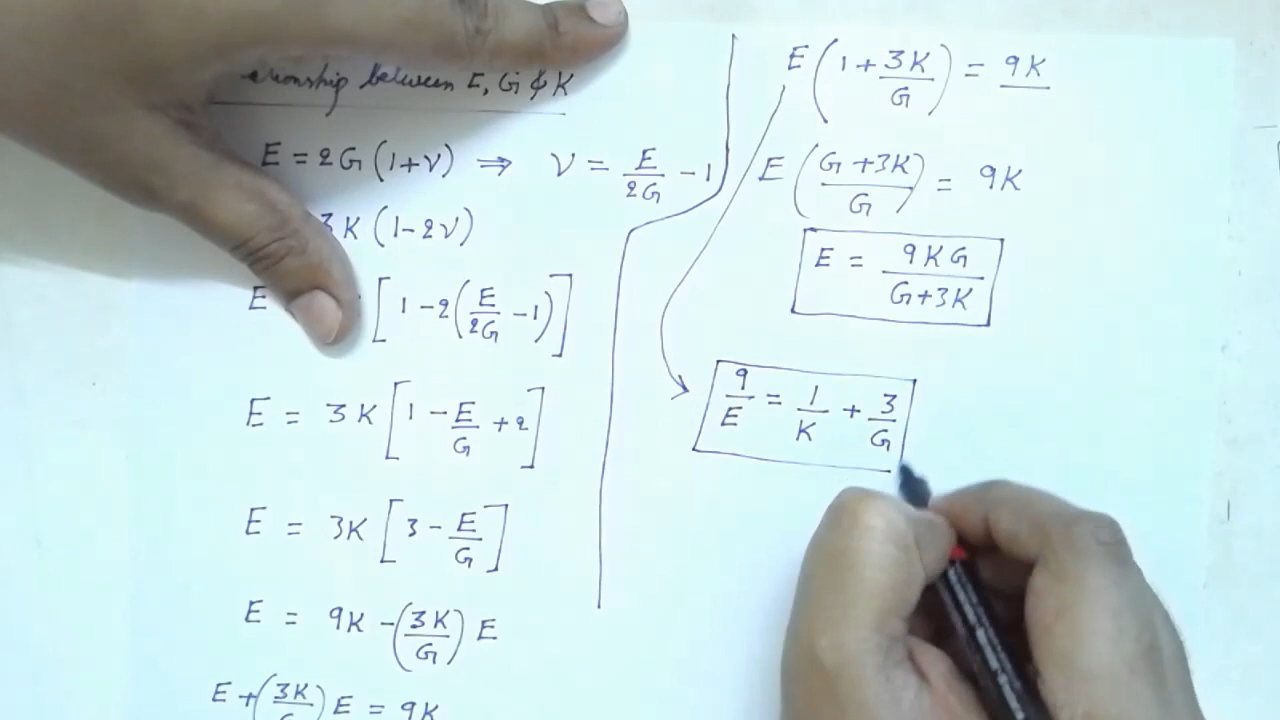 between E, G & K
E = 2G (1+ν) ⇒ ν = E/2G - 1
3K (1-2ν)
E [1-2(E/2G -1)]
E = 3K [1 - E/G +2]
E = 3K [3 - E/G]
E = 9K - (3K/G) E
E + (3K/G) E = 9K
E (1 + 3K/G) = 9K
E (G+3K/G) = 9K
E = 9KG/G+3K
9/E = 1/K + 3/G